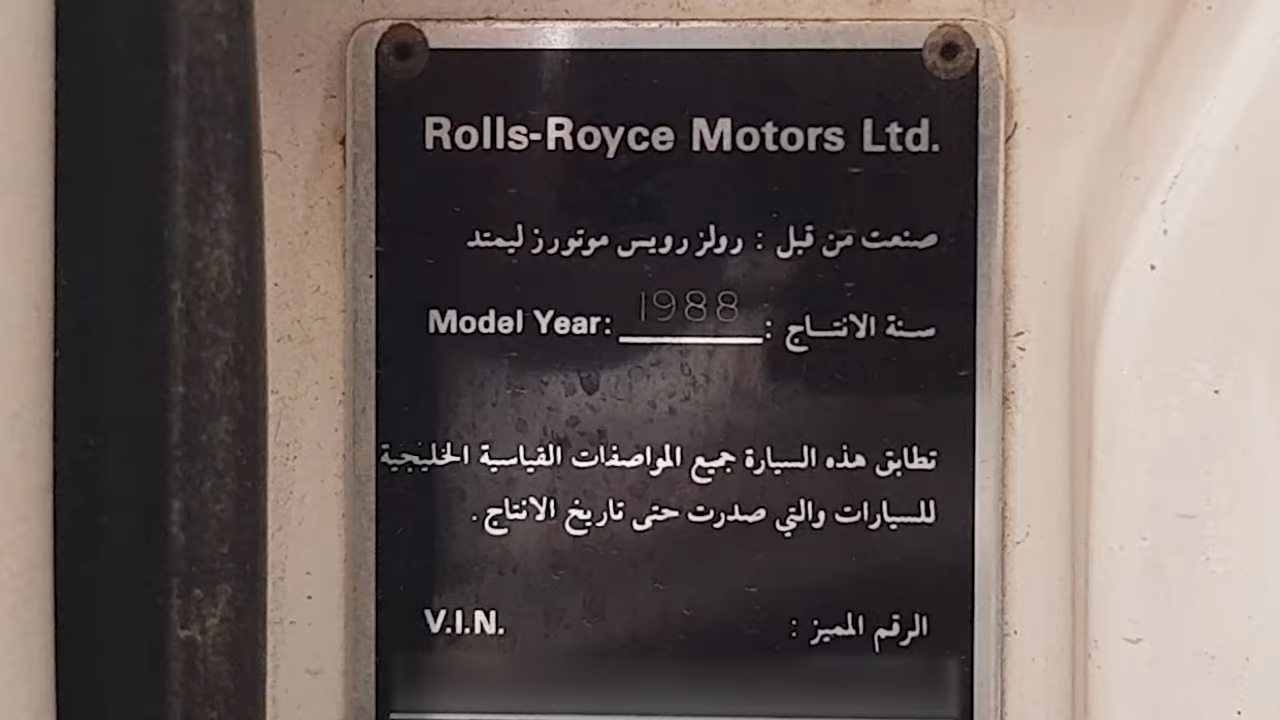 Rolls-Royce Motors Ltd.
صنعت من قبل : رولز رويس موتورز ليمتد
Model Year: 1988 سنة الانتاج :
تطابق هذه السيارة جميع المواصفات القياسية الخليجية
للسيارات والتي صدرت حتى تاريخ الانتاج .
V.I.N. الرقم المميز :